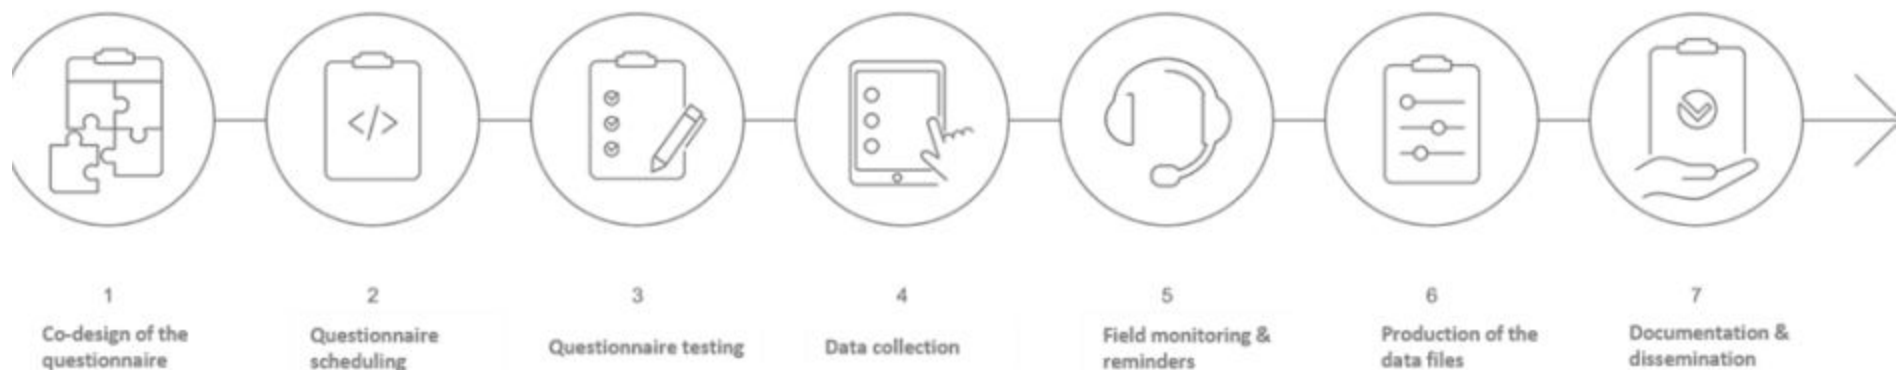 </>
1
Co-design of the
questionnaire
2
Questionnaire
scheduling
3
Questionnaire testing
4
Data collection
5
Field monitoring &
reminders
6
Production of the
data files
7
Documentation &
dissemination